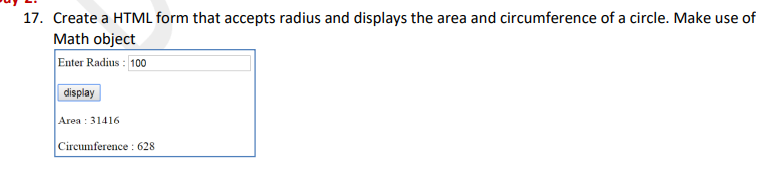 17. Create a HTML form that accepts radius and displays the area and circumference of a circle. Make use of
Math object
Enter Radius : 100
display
Area : 31416
Circumference : 628